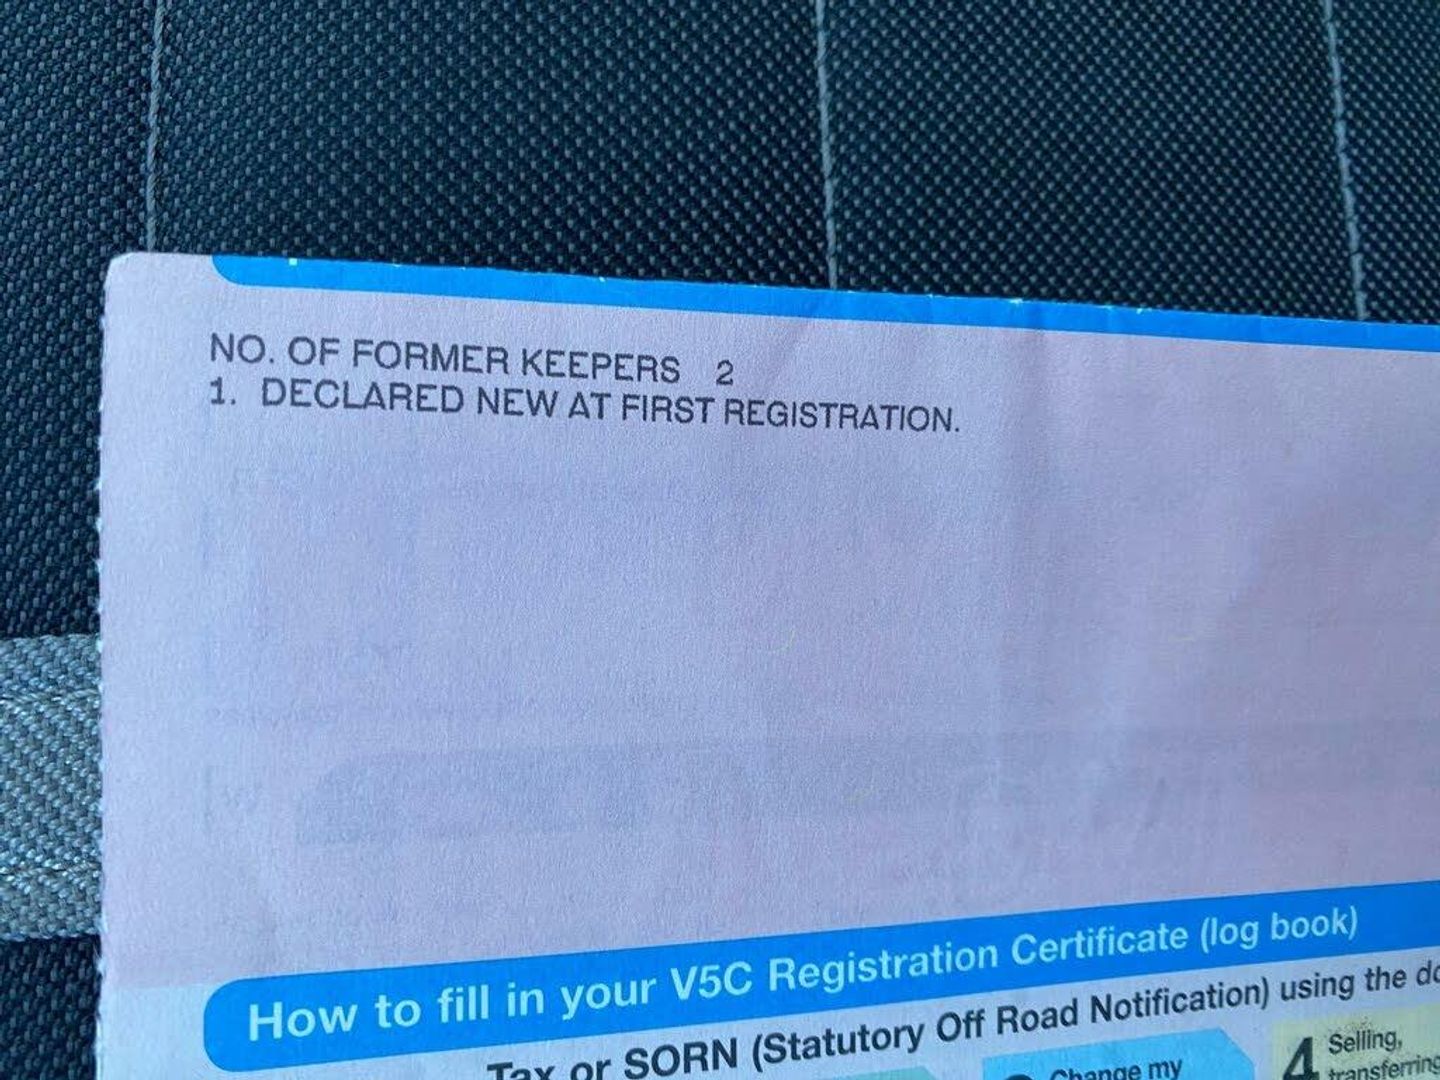 NO. OF FORMER KEEPERS 2
1. DECLARED NEW AT FIRST REGISTRATION.
How to fill in your V5C Registration Certificate (log book)
Tax or SORN (Statutory Off Road Notification) using the
Change my
4 Selling,
transferring